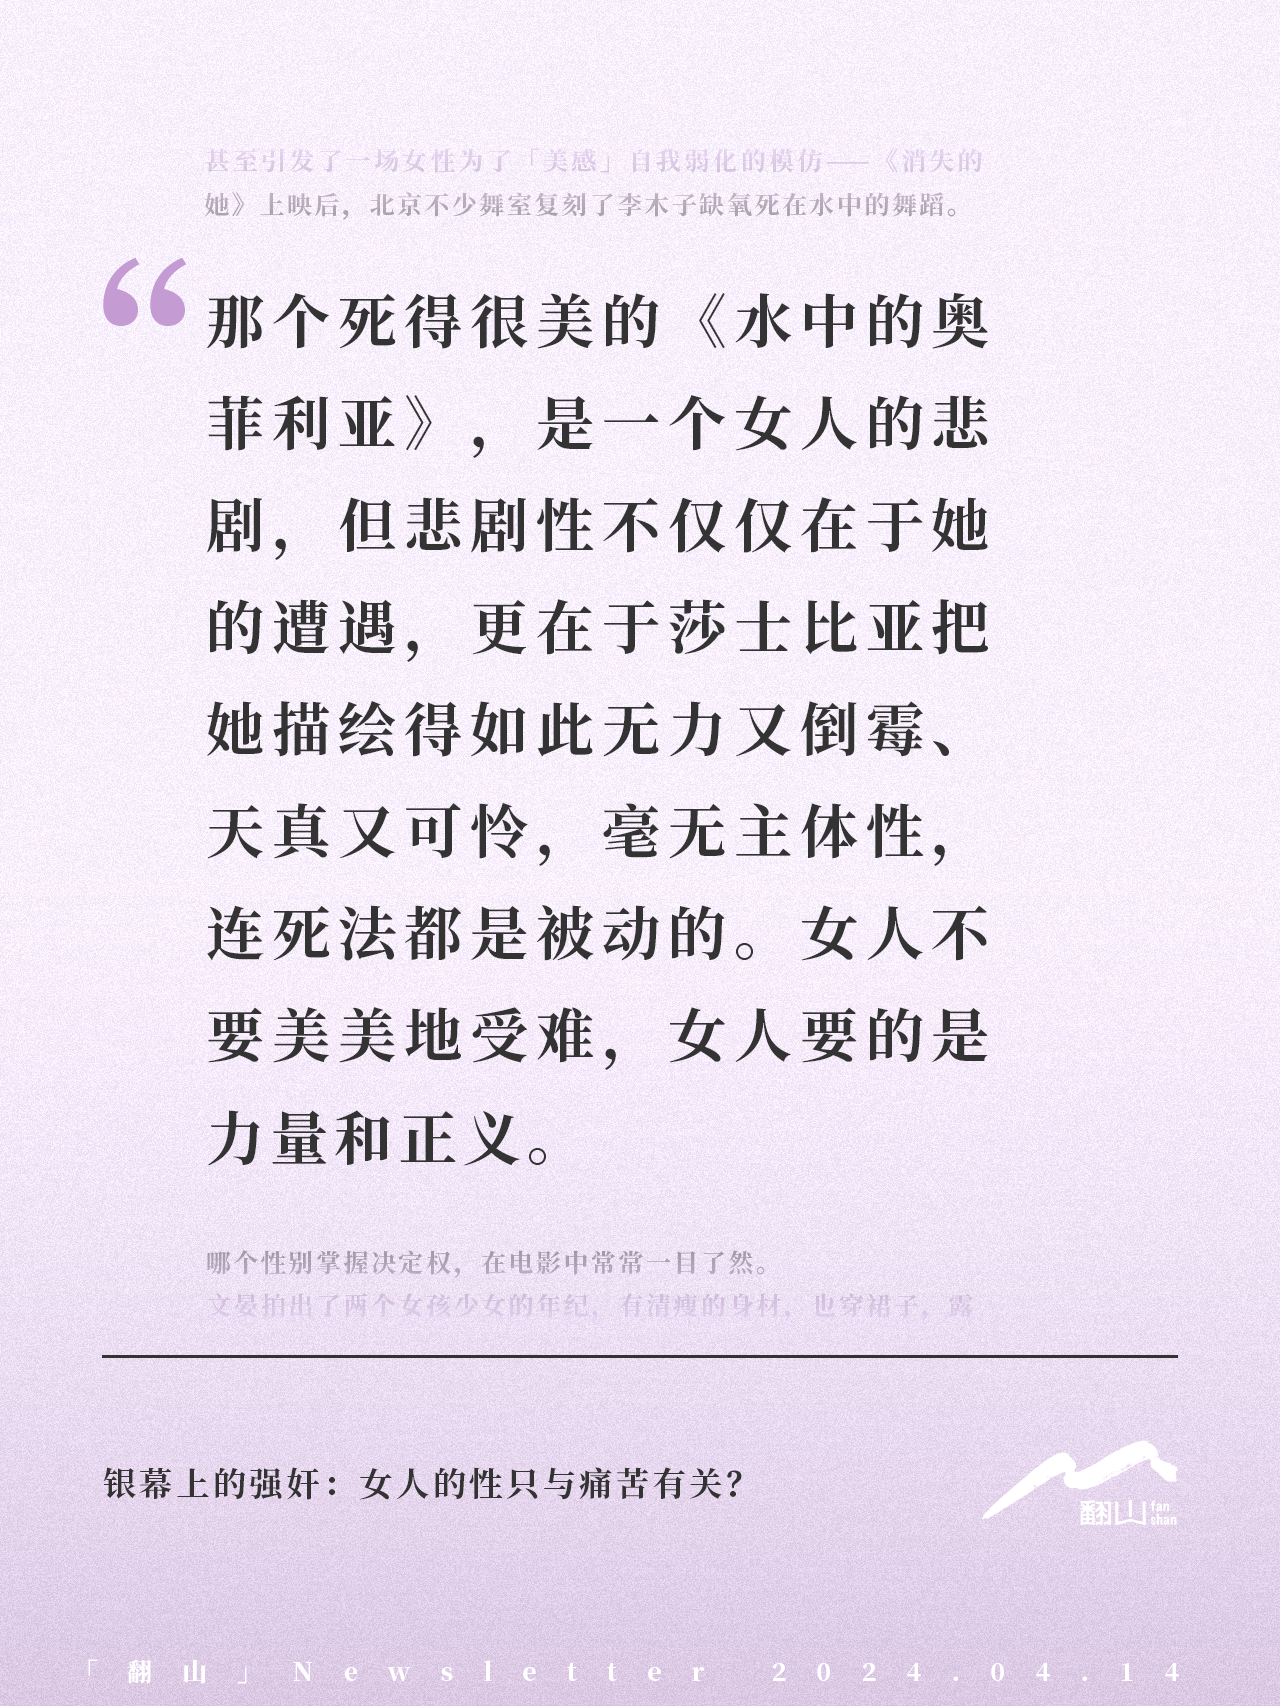 甚至引发了一场女性为了「美感」自我弱化的模仿——《消失的
她》上映后，北京不少舞室复刻了李木子缺氧死在水中的舞蹈。
“
那个死得很美的《水中的奥
菲利亚》，是一个女人的悲
剧，但悲剧性不仅仅在于她
的遭遇，更在于莎士比亚把
她描绘得如此无力又倒霉、
天真又可怜，毫无主体性，
连死法都是被动的。女人不
要美美地受难，女人要的是
力量和正义。
哪个性别掌握决定权，在电影中常常一目了然。
文晏拍出了两个女孩少女的年纪，有清瘦的身材，也穿裙子，露
银幕上的强奸：女人的性只与痛苦有关？
翻山 fan
shan
「翻山」Newsletter 2024.04.14